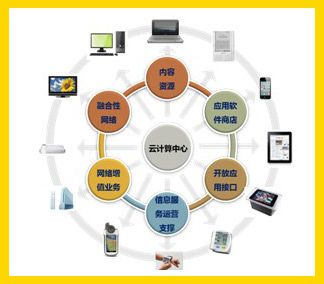 内容
资源
融合性
网络
应用软
件商店
云计算中心
网络增
值业务
开放应
用接口
信息服
务运营
支撑